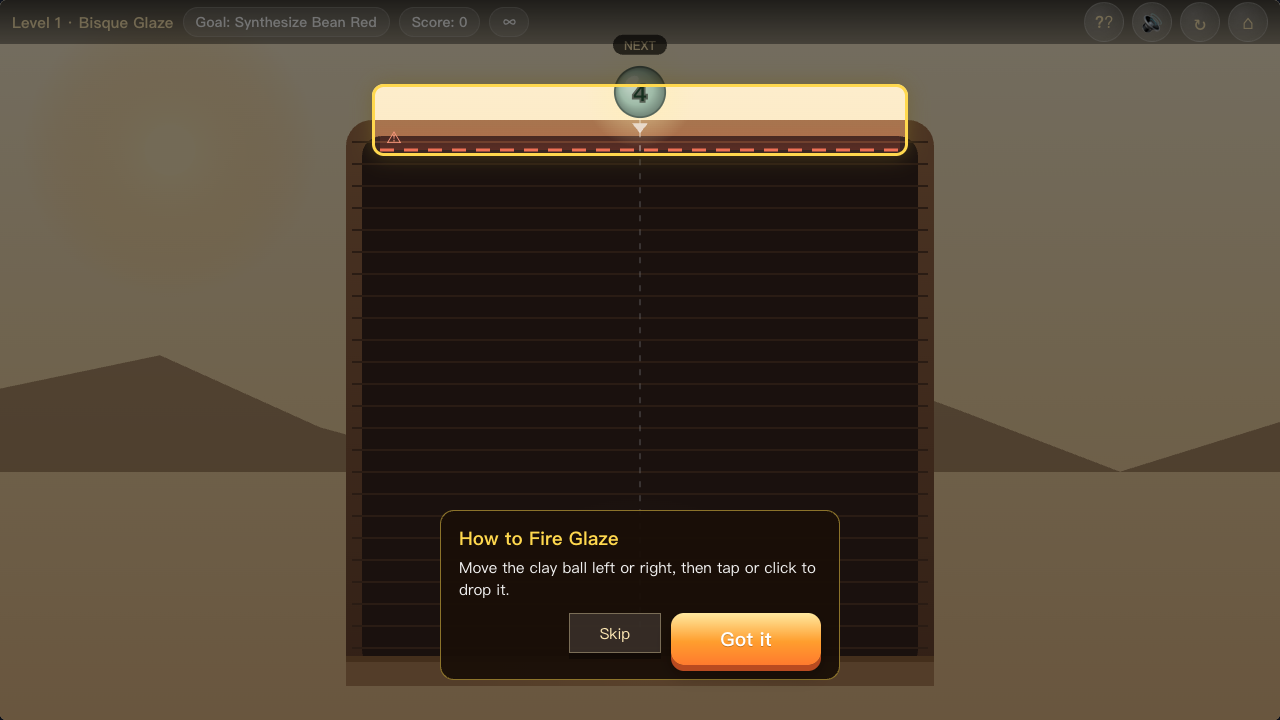 Level 1 · Bisque Glaze
Goal: Synthesize Bean Red
Score: 0
∞
??
NEXT
4
How to Fire Glaze
Move the clay ball left or right, then tap or click to
drop it.
Skip
Got it